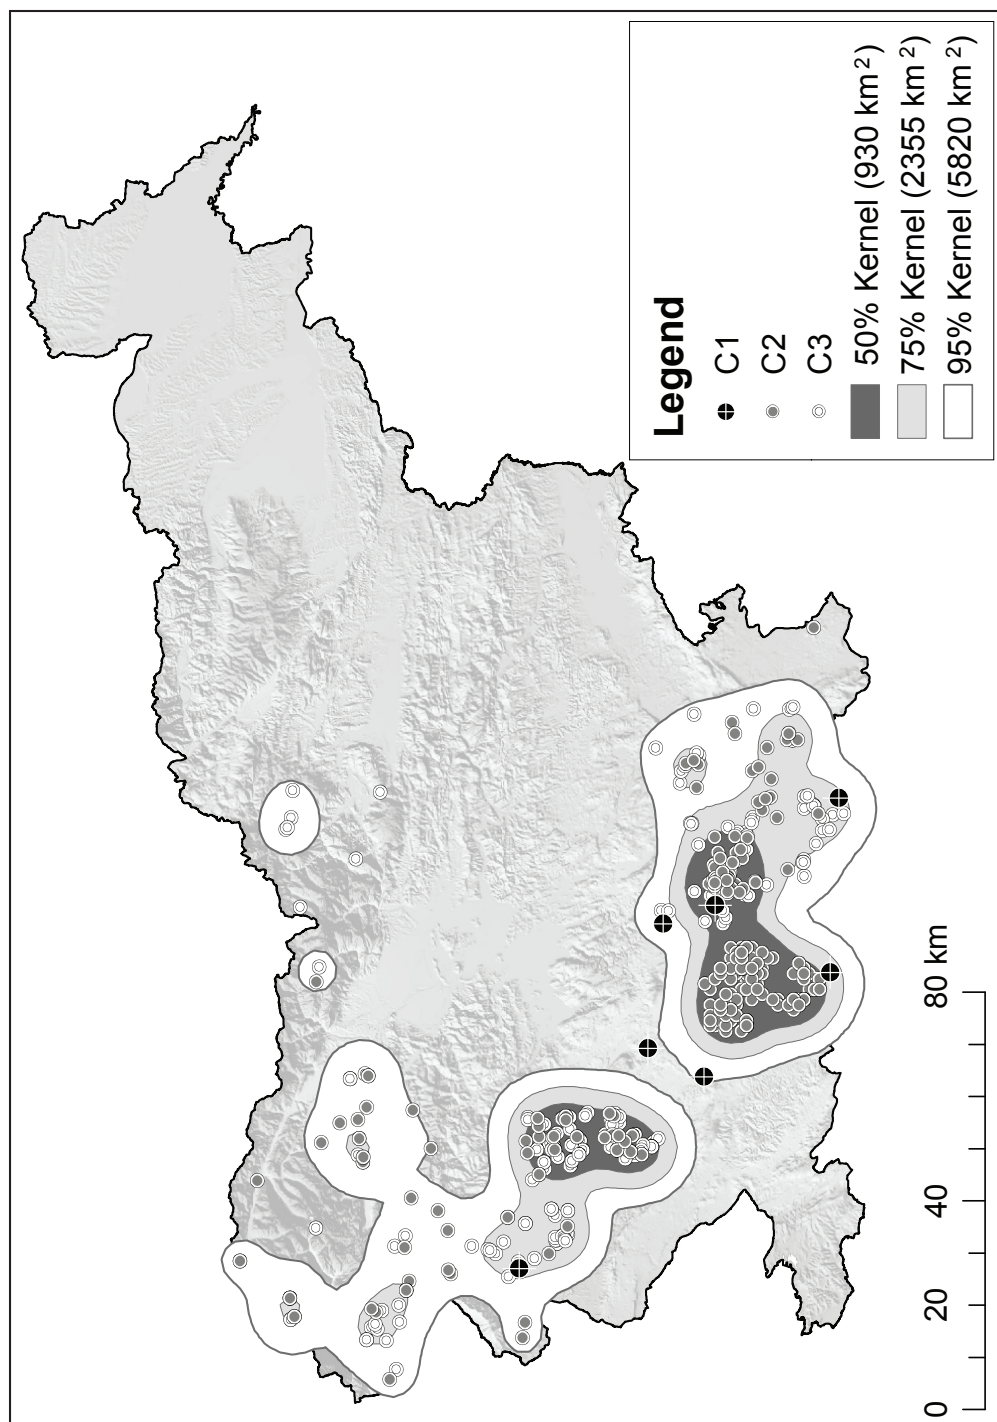 Legend
C1
C2
C3
50% Kernel (930 km²)
75% Kernel (2355 km²)
95% Kernel (5820 km²)
0 20 40 80 km